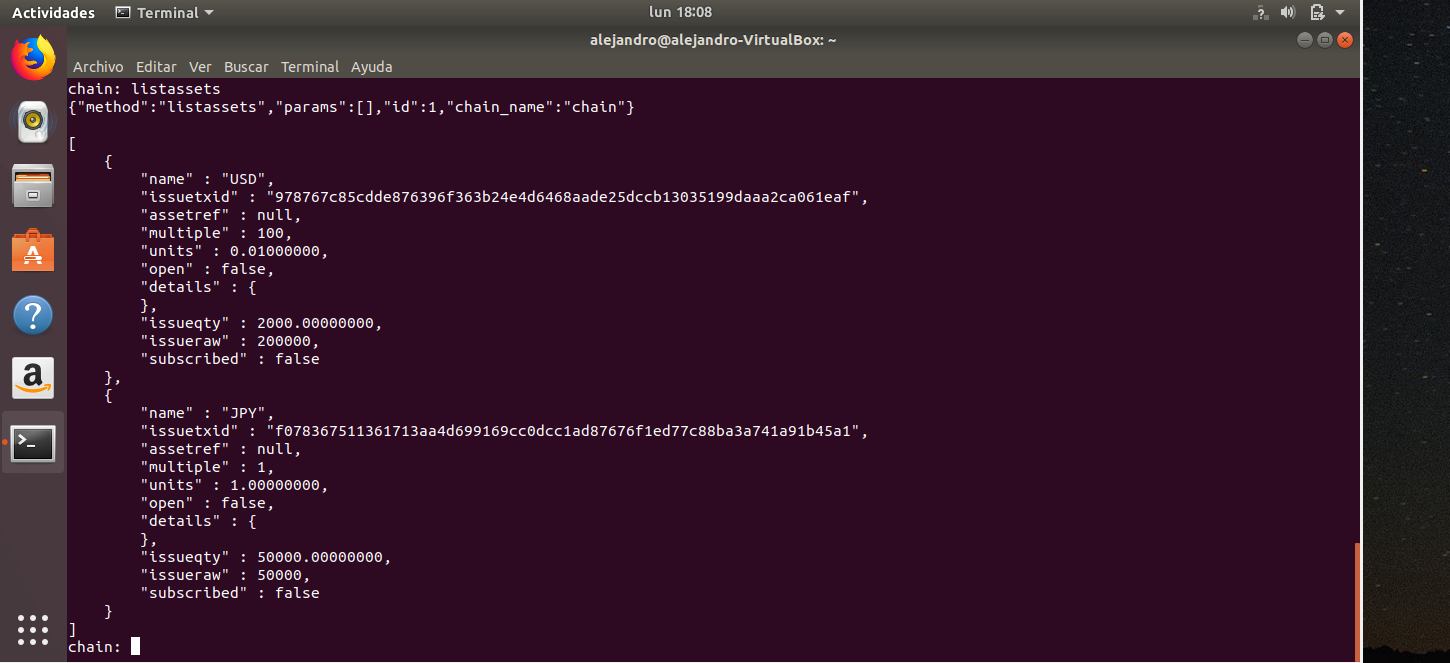 Actividades Terminal lun 18:08
alejandro@alejandro-VirtualBox: ~
Archivo Editar Ver Buscar Terminal Ayuda
chain: listassets
{"method":"listassets","params":[],"id":1,"chain_name":"chain"}
[
    {
        "name" : "USD",
        "issuetxid" : "978767c85cdde876396f363b24e4d6468aade25dccb13035199daaa2ca061eaf",
        "assetref" : null,
        "multiple" : 100,
        "units" : 0.01000000,
        "open" : false,
        "details" : {
        },
        "issueqty" : 2000.00000000,
        "issueraw" : 200000,
        "subscribed" : false
    },
    {
        "name" : "JPY",
        "issuetxid" : "f078367511361713aa4d699169cc0dcc1ad87676f1ed77c88ba3a741a91b45a1",
        "assetref" : null,
        "multiple" : 1,
        "units" : 1.00000000,
        "open" : false,
        "details" : {
        },
        "issueqty" : 50000.00000000,
        "issueraw" : 50000,
        "subscribed" : false
    }
]
chain: